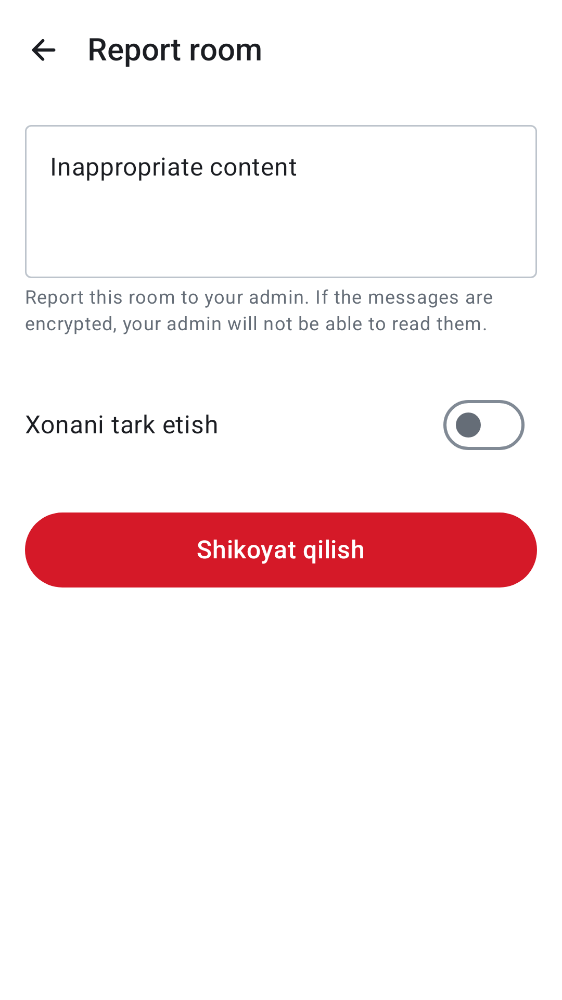 Report room
Inappropriate content
Report this room to your admin. If the messages are
encrypted, your admin will not be able to read them.
Xonani tark etish
Shikoyat qilish